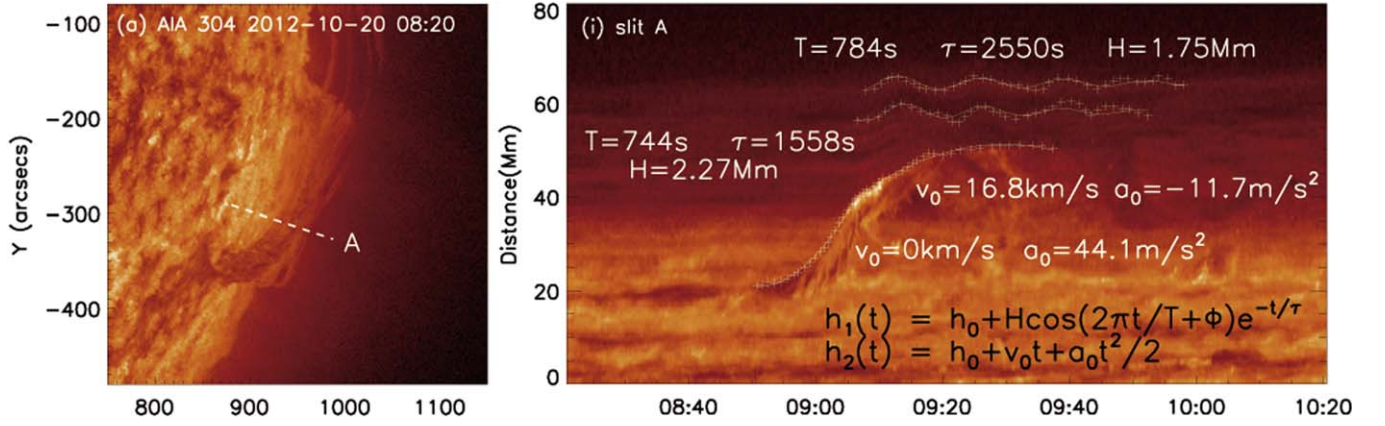 (a) AIA 304 2012-10-20 08:20
Y (arcsecs)
-100
-200
-300
-400
A
800 900 1000 1100
(i) slit A
Distance(Mm)
80
60
40
20
0
T=784s τ=2550s H=1.75Mm
T=744s τ=1558s
H=2.27Mm
v₀=16.8km/s a₀=-11.7m/s²
v₀=0km/s a₀=44.1m/s²
h₁(t) = h₀+Hcos(2πt/T+Φ)e^{-t/τ}
h₂(t) = h₀+v₀t+a₀t²/2
08:40 09:00 09:20 09:40 10:00 10:20